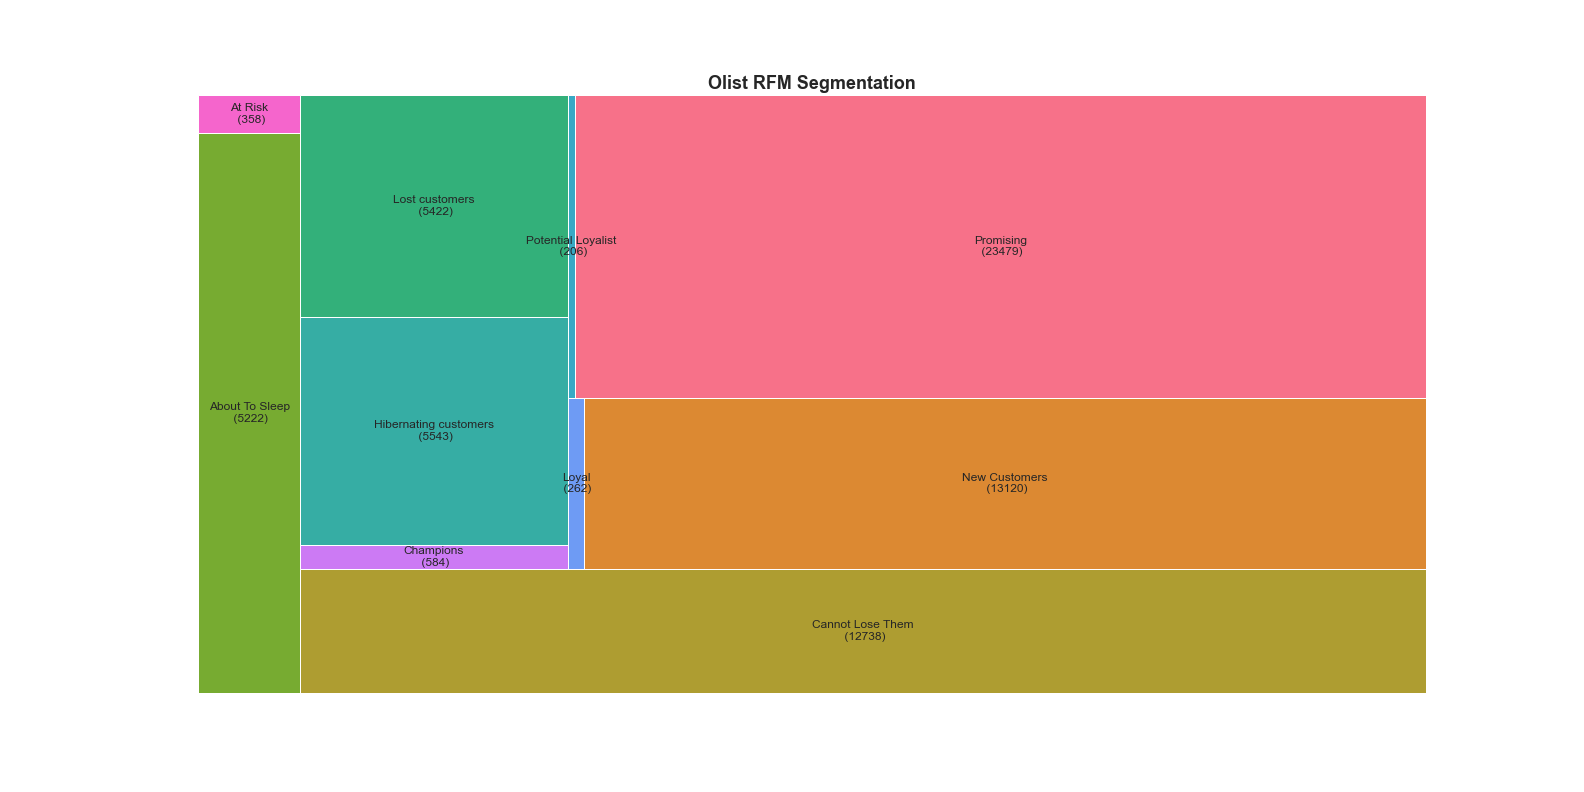 Olist RFM Segmentation
At Risk
(358)
Lost customers
(5422)
Potential Loyalist
(206)
Promising
(23479)
About To Sleep
(5222)
Hibernating customers
(5543)
Loyal
(262)
New Customers
(13120)
Champions
(584)
Cannot Lose Them
(12738)